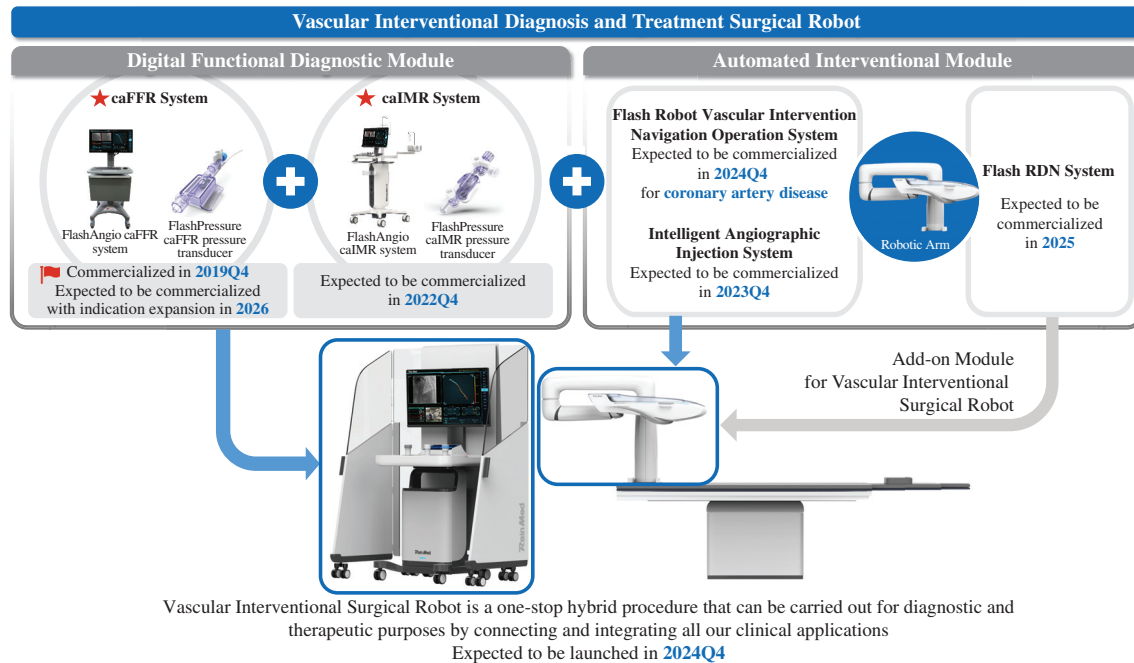 Vascular Interventional Diagnosis and Treatment Surgical Robot
Digital Functional Diagnostic Module
caFFR System
FlashAngio caFFR
system
FlashPressure
caFFR pressure
transducer
Commercialized in 2019Q4
Expected to be commercialized
with indication expansion in 2026
caIMR System
FlashAngio
caIMR system
FlashPressure
caIMR pressure
transducer
Expected to be commercialized
in 2022Q4
Automated Interventional Module
Flash Robot Vascular Intervention
Navigation Operation System
Expected to be commercialized
in 2024Q4
for coronary artery disease
Intelligent Angiographic
Injection System
Expected to be commercialized
in 2023Q4
Robotic Arm
Flash RDN System
Expected to be
commercialized
in 2025
Add-on Module
for Vascular Interventional
Surgical Robot
RainMed
RainMed
Vascular Interventional Surgical Robot is a one-stop hybrid procedure that can be carried out for diagnostic and
therapeutic purposes by connecting and integrating all our clinical applications
Expected to be launched in 2024Q4